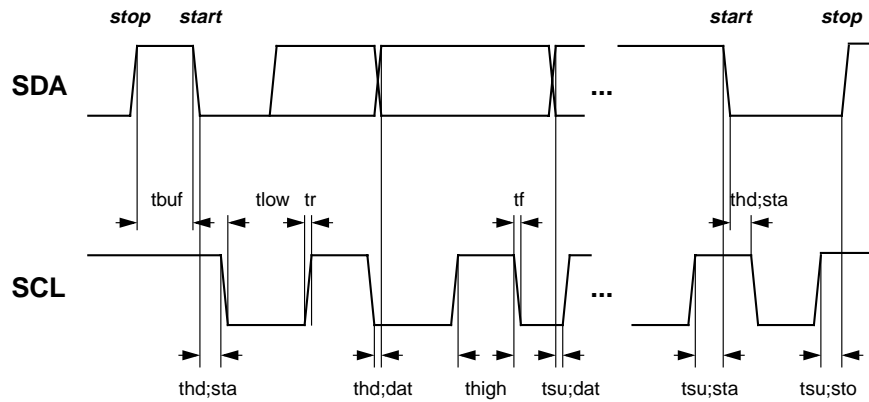 stop start start stop
SDA ...
tbuf tlow tr tf thd;sta
SCL ...
thd;sta thd;dat thigh tsu;dat tsu;sta tsu;sto